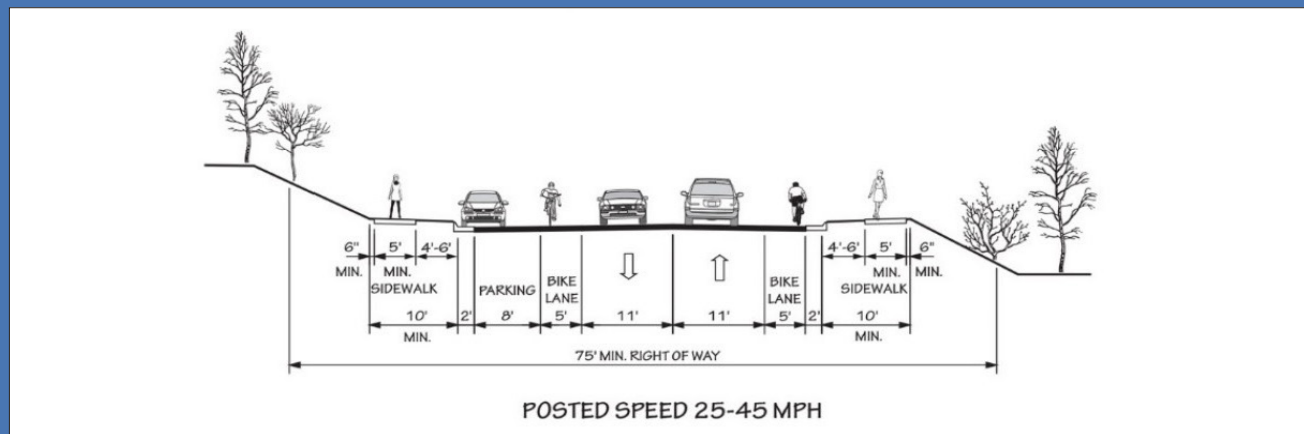 6" 5' 4'-6' 4'-6' 5' 6"
MIN. MIN. MIN. MIN.
SIDEWALK PARKING BIKE LANE BIKE LANE SIDEWALK
10' 2' 8' 5' 11' 11' 5' 2' 10'
MIN. MIN.
75' MIN. RIGHT OF WAY
POSTED SPEED 25-45 MPH